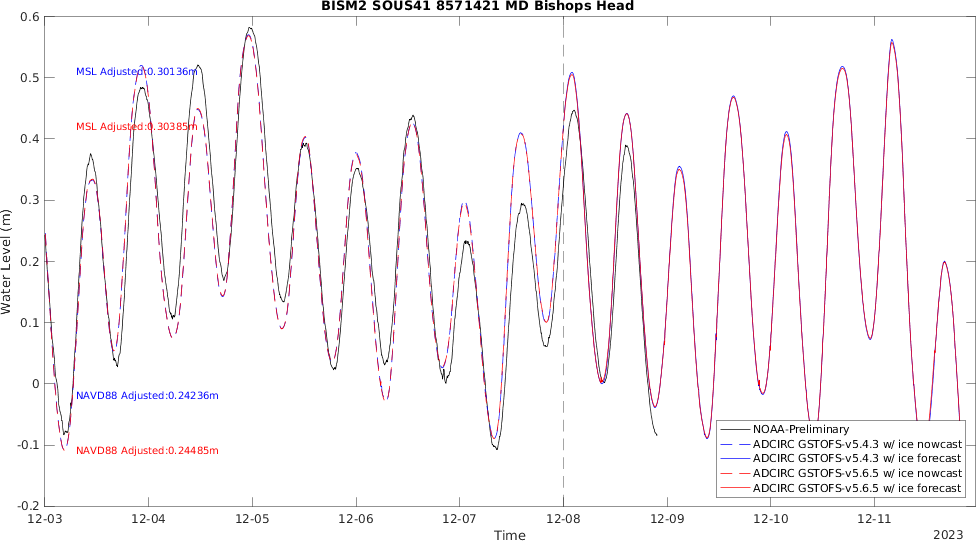 BISM2 SOUS41 8571421 MD Bishops Head
Water Level (m)
0.6
0.5
0.4
0.3
0.2
0.1
0
-0.1
-0.2
MSL Adjusted:0.30136m
MSL Adjusted:0.30385m
NAVD88 Adjusted:0.24236m
NAVD88 Adjusted:0.24485m
NOAA-Preliminary
ADCIRC GSTOFS-v5.4.3 w/ ice nowcast
ADCIRC GSTOFS-v5.4.3 w/ ice forecast
ADCIRC GSTOFS-v5.6.5 w/ ice nowcast
ADCIRC GSTOFS-v5.6.5 w/ ice forecast
12-03 12-04 12-05 12-06 12-07 12-08 12-09 12-10 12-11
Time
2023